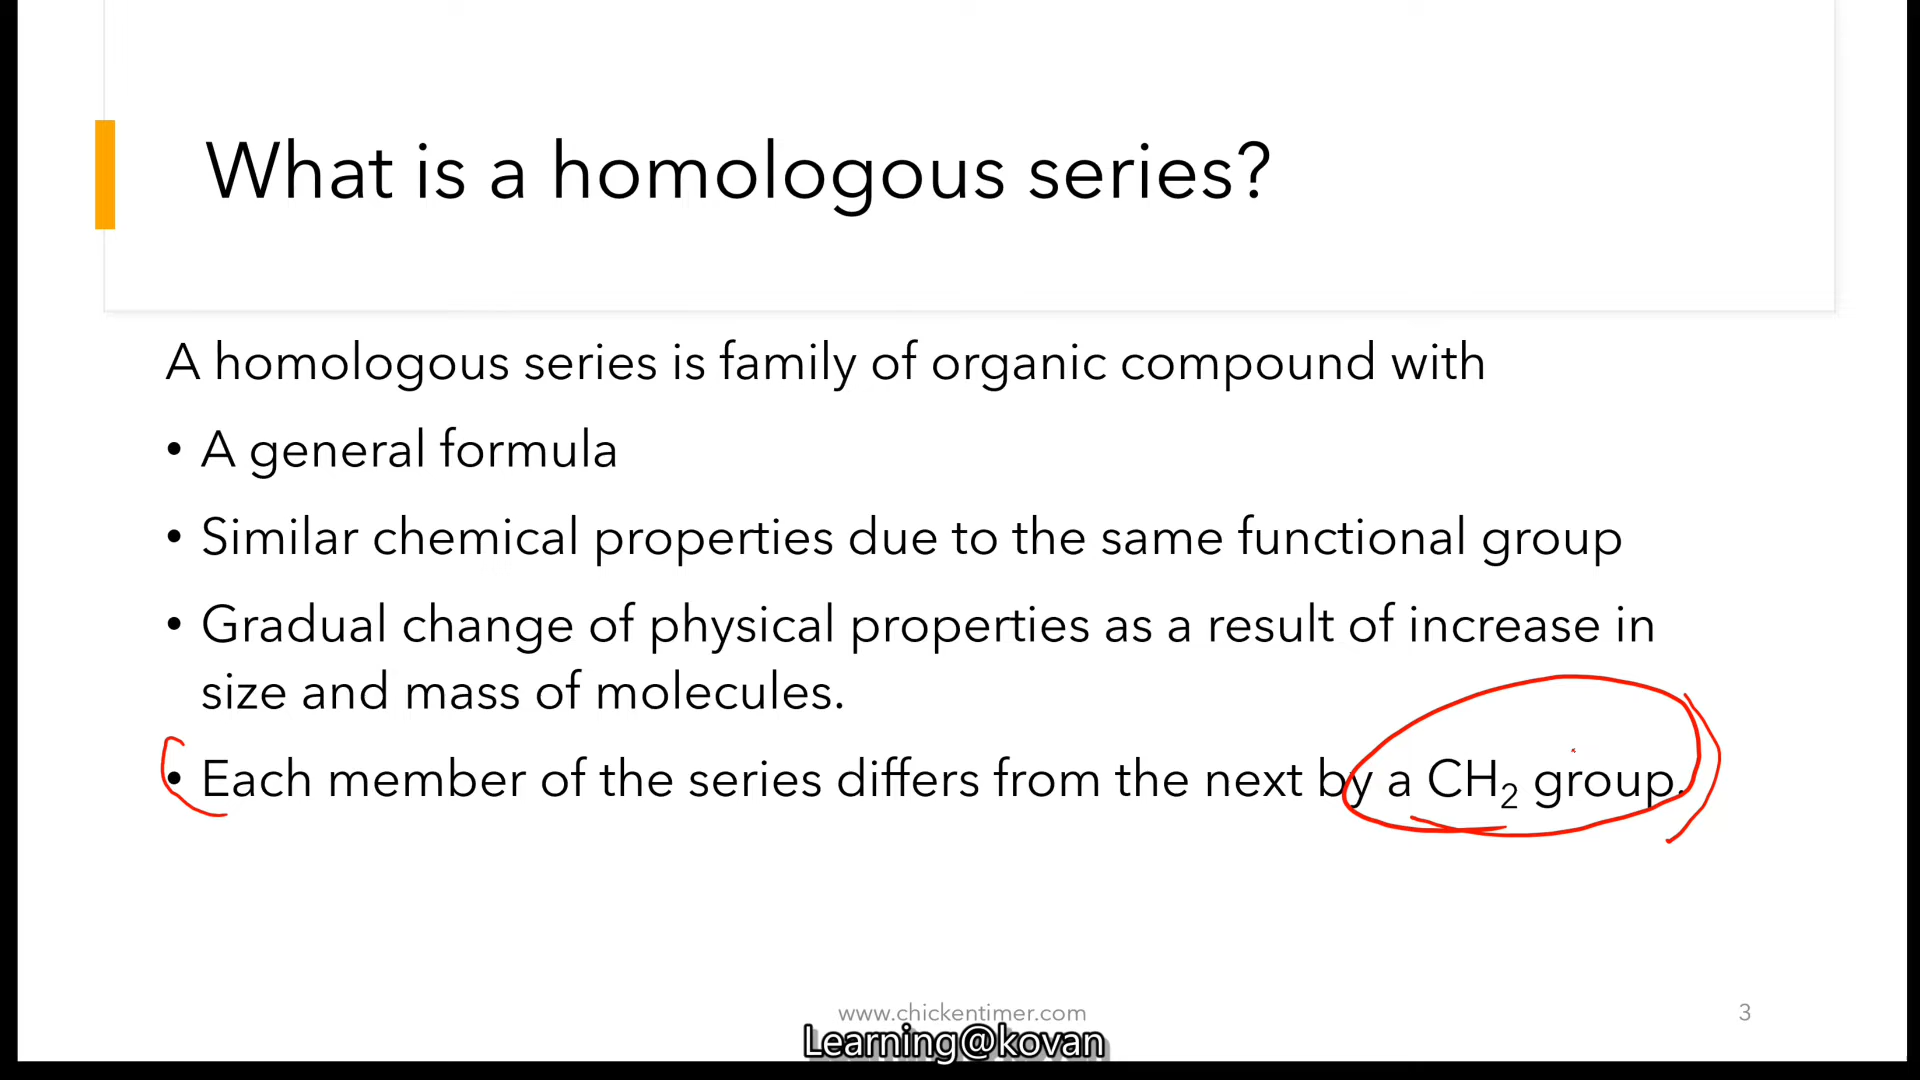 What is a homologous series?
A homologous series is family of organic compound with
• A general formula
• Similar chemical properties due to the same functional group
• Gradual change of physical properties as a result of increase in
size and mass of molecules.
• Each member of the series differs from the next by a CH₂ group.
www.chickentimer.com
3
Learning@kovan